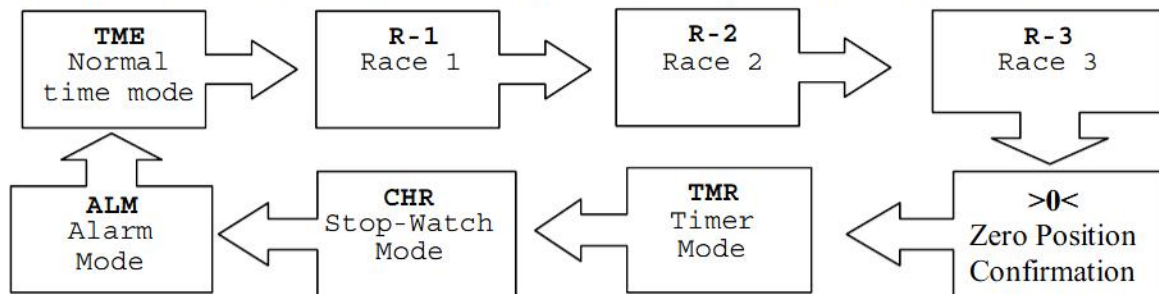 TME
Normal
time mode
R-1
Race 1
R-2
Race 2
R-3
Race 3
ALM
Alarm
Mode
CHR
Stop-Watch
Mode
TMR
Timer
Mode
>0<
Zero Position
Confirmation